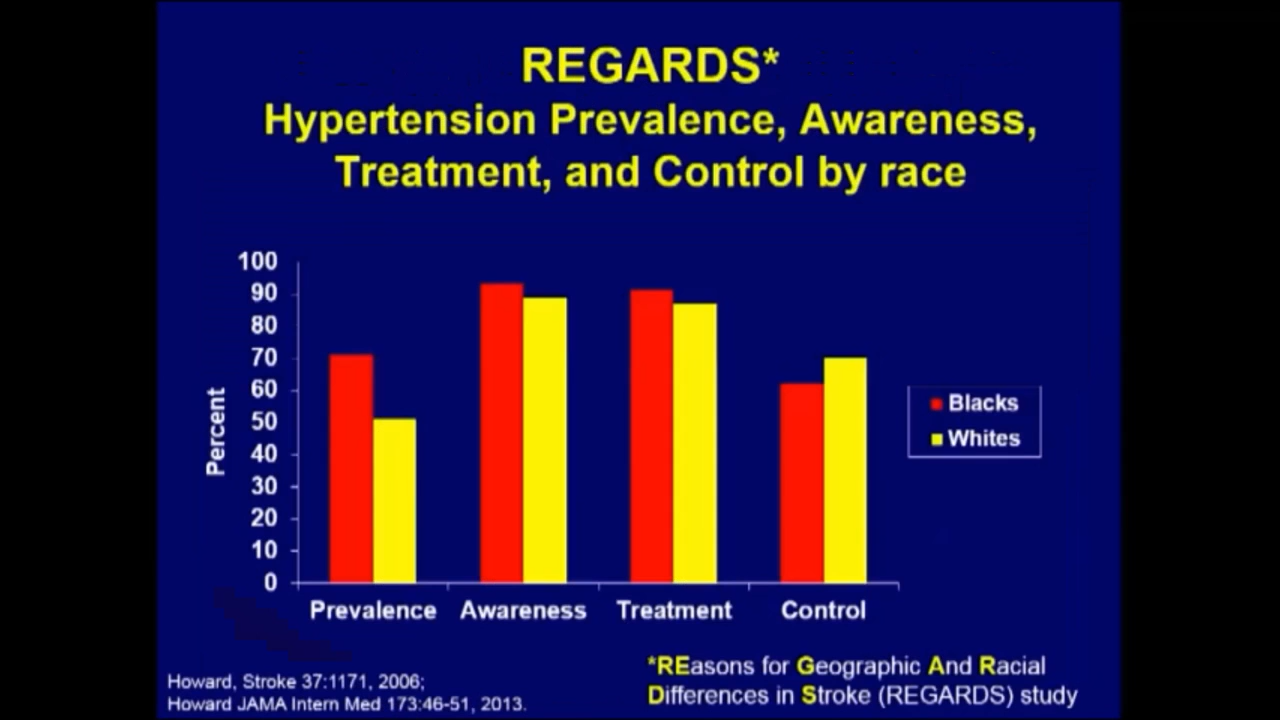 REGARDS*
Hypertension Prevalence, Awareness,
Treatment, and Control by race
100
90
80
70
60
50
40
30
20
10
0
Percent
Prevalence Awareness Treatment Control
Blacks
Whites
*REasons for Geographic And Racial
Differences in Stroke (REGARDS) study
Howard, Stroke 37:1171, 2006;
Howard JAMA Intern Med 173:46-51, 2013.